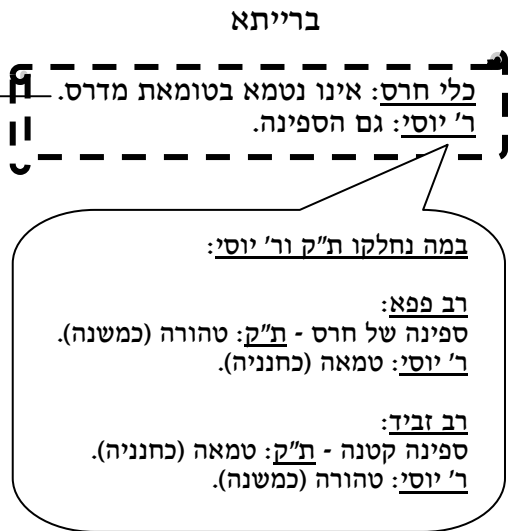 ברייתא
כלי חרס: אינו נטמא בטומאת מדרס.
ר' יוסי: גם הספינה.
במה נחלקו ת"ק ור' יוסי:
רב פפא:
ספינה של חרס - ת"ק: טהורה (כמשנה).
ר' יוסי: טמאה (כחנניה).
רב זביד:
ספינה קטנה - ת"ק: טמאה (כחנניה).
ר' יוסי: טהורה (כמשנה).